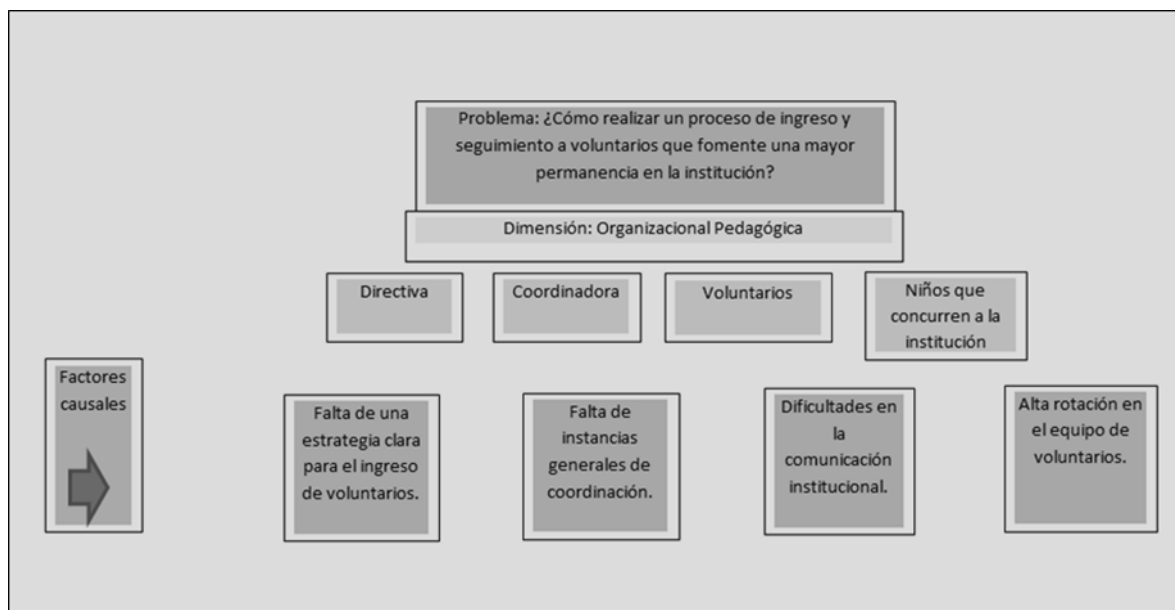 Problema: ¿Cómo realizar un proceso de ingreso y
seguimiento a voluntarios que fomente una mayor
permanencia en la institución?
Dimensión: Organizacional Pedagógica
Directiva
Coordinadora
Voluntarios
Niños que
concurren a la
institución
Factores
causales
Falta de una
estrategia clara
para el ingreso
de voluntarios.
Falta de
instancias
generales de
coordinación.
Dificultades en
la
comunicación
institucional.
Alta rotación en
el equipo de
voluntarios.